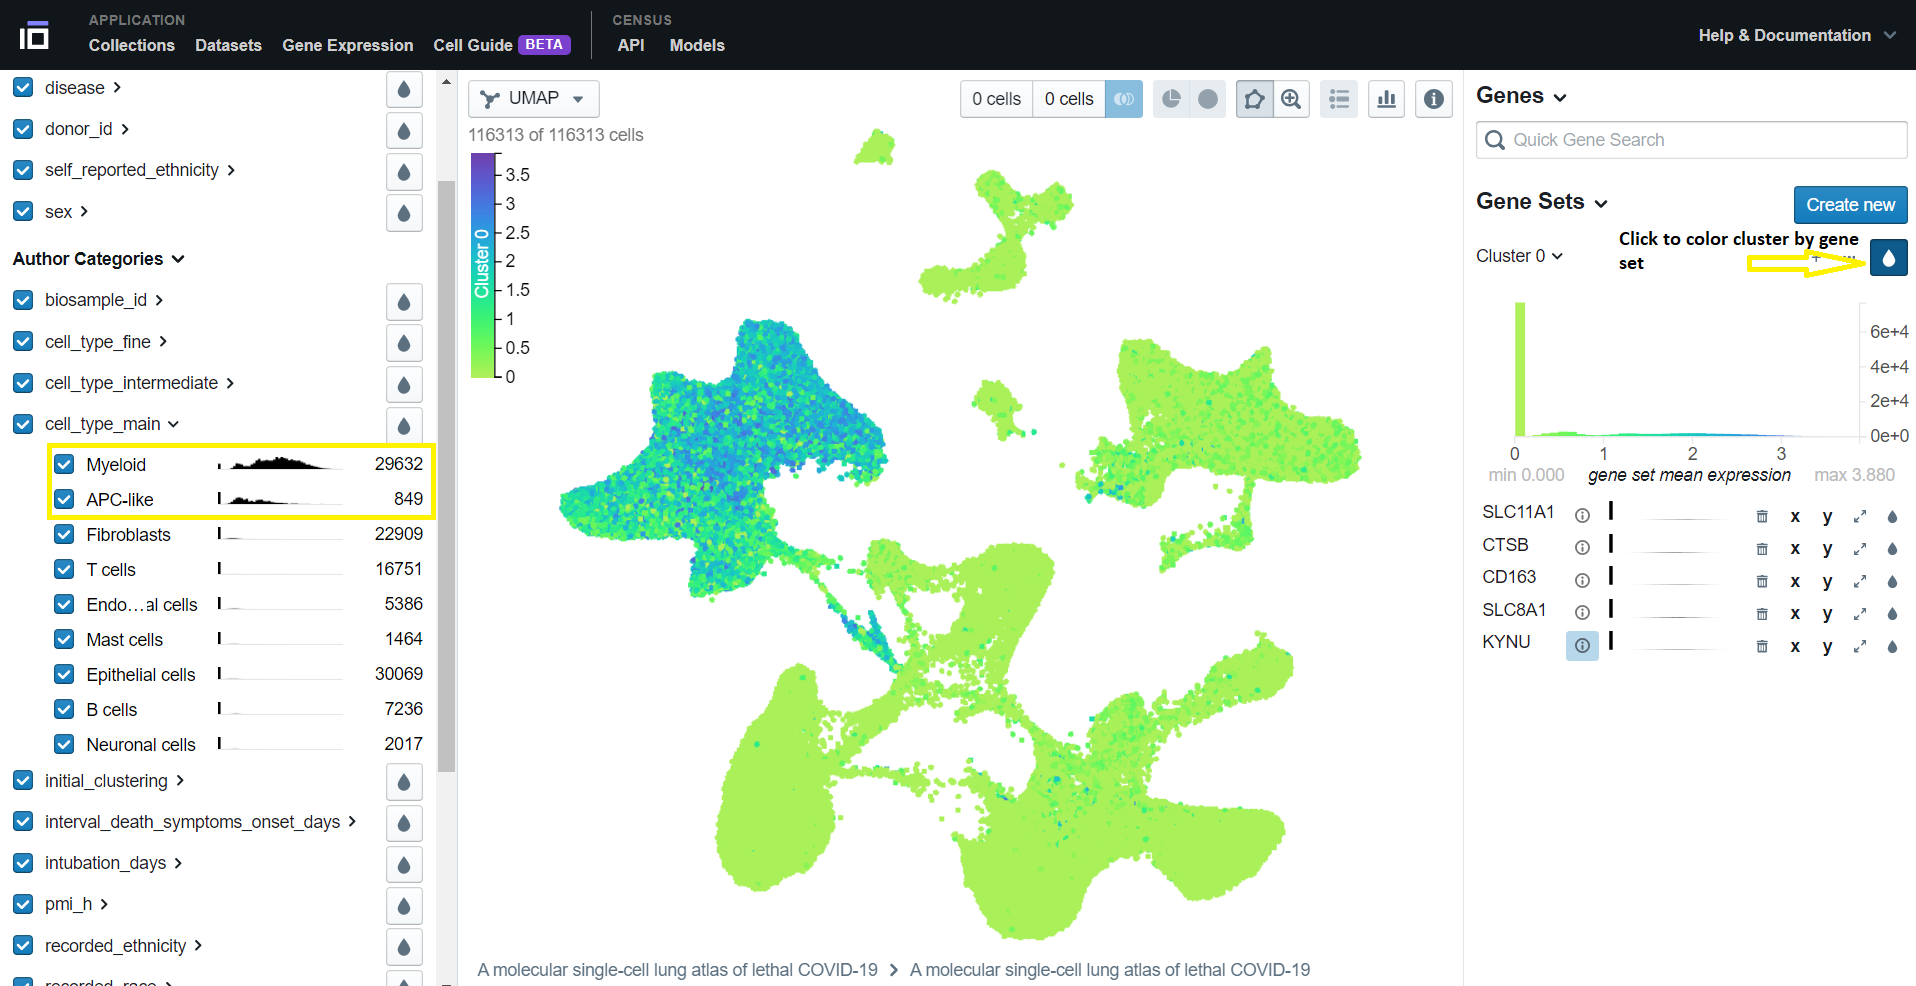 APPLICATION
Collections Datasets Gene Expression Cell Guide BETA
CENSUS
API Models
Help & Documentation
disease
donor_id
self_reported_ethnicity
sex
Author Categories
biosample_id
cell_type_fine
cell_type_intermediate
cell_type_main
Myeloid 29632
APC-like 849
Fibroblasts 22909
T cells 16751
Endo…al cells 5386
Mast cells 1464
Epithelial cells 30069
B cells 7236
Neuronal cells 2017
initial_clustering
interval_death_symptoms_onset_days
intubation_days
pmi_h
recorded_ethnicity
recorded_race
UMAP
0 cells 0 cells
116313 of 116313 cells
Cluster 0
3.5
3
2.5
2
1.5
1
0.5
0
A molecular single-cell lung atlas of lethal COVID-19 A molecular single-cell lung atlas of lethal COVID-19
Genes
Quick Gene Search
Gene Sets
Create new
Click to color cluster by gene
set
Cluster 0
6e+4
4e+4
2e+4
0e+0
0 1 2 3
min 0.000 gene set mean expression max 3.880
SLC11A1 x y
CTSB x y
CD163 x y
SLC8A1 x y
KYNU x y